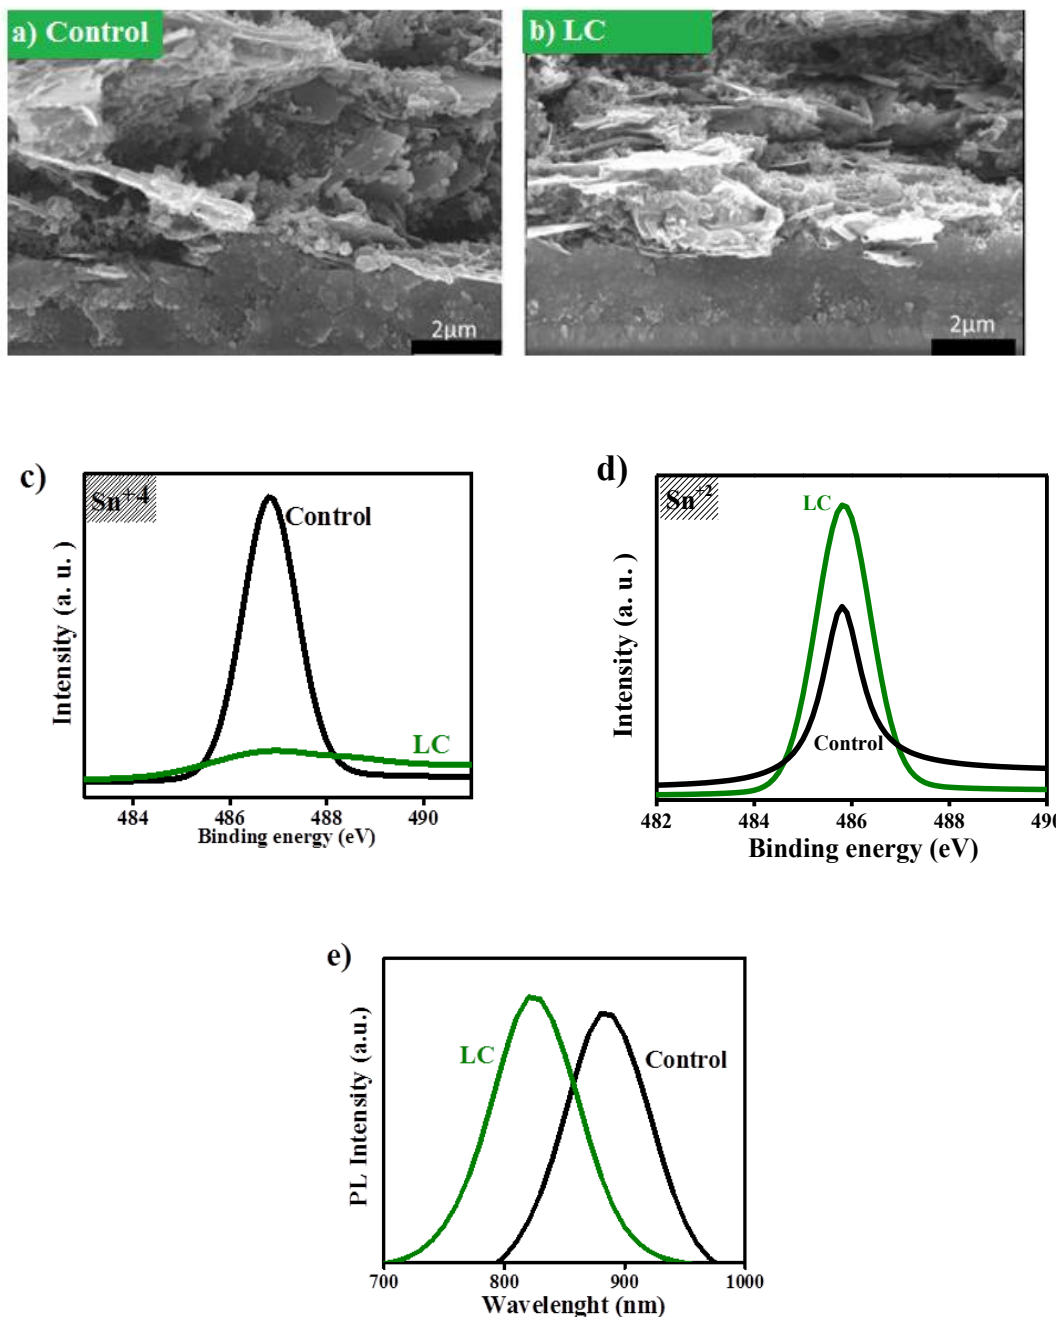 a) Control
b) LC
2μm
2μm
c)
Sn+4
Control
LC
Intensity (a. u. )
484 486 488 490
Binding energy (eV)
d)
Sn+2
LC
Control
Intensity (a. u. )
482 484 486 488 490
Binding energy (eV)
e)
LC
Control
PL Intensity (a.u.)
700 800 900 1000
Wavelenght (nm)